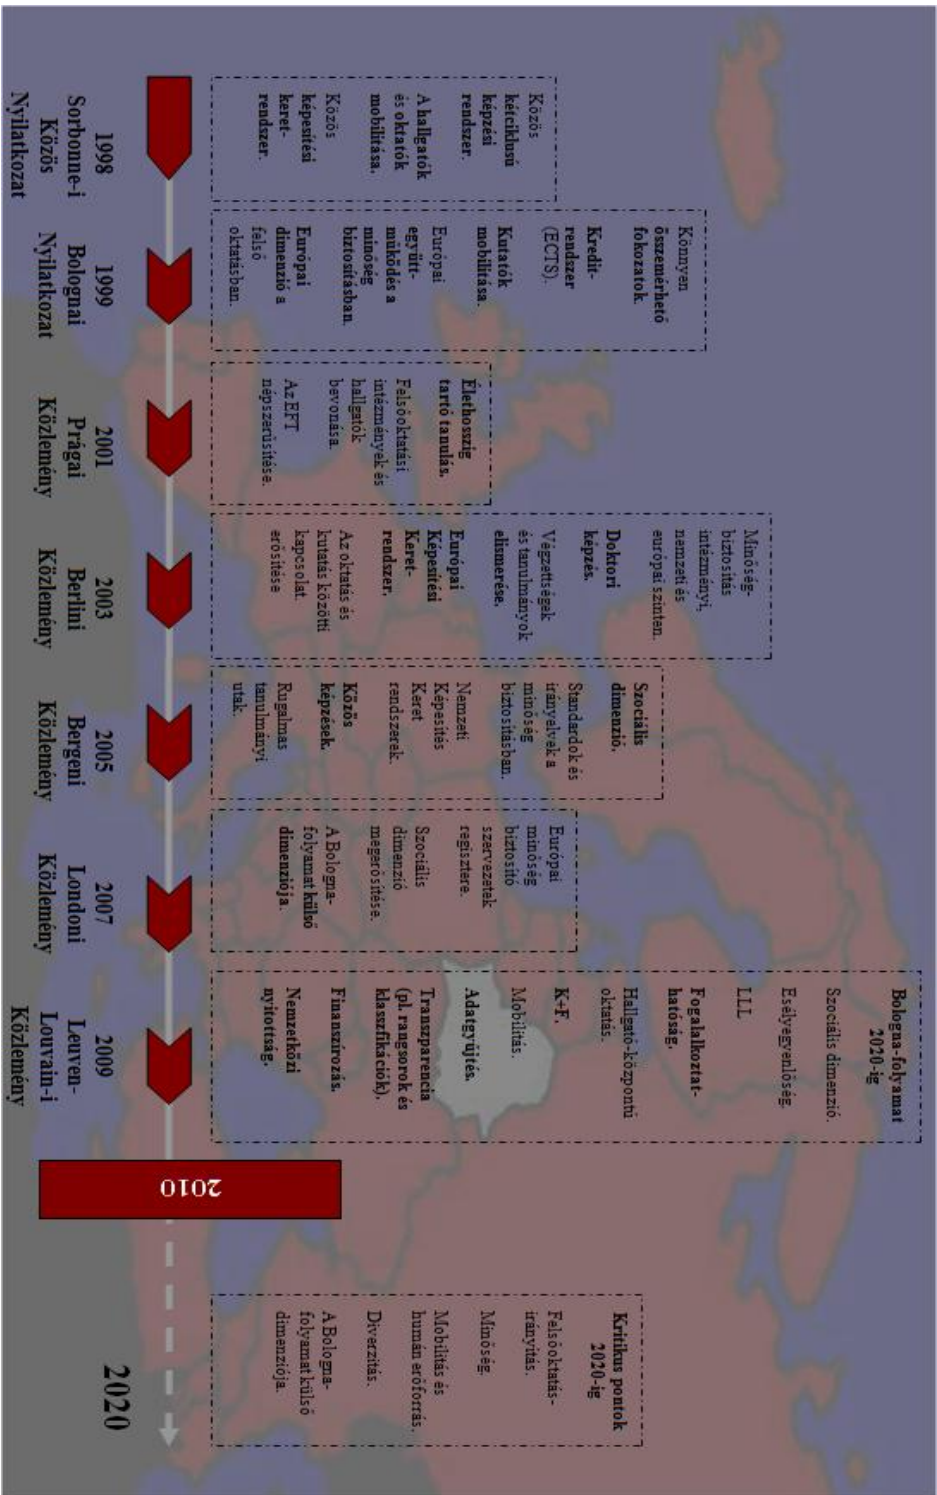 Közös
kétciklusú
képzési
rendszer.
A hallgatók
és oktatók
mobilitása.
Közös
képesítési
keret-
rendszer.
1998
Sorbonne-i
Közös
Nyilatkozat
Könnyen
összemérhető
fokozatok.
Kredit-
rendszer
(ECTS).
Kutatók
mobilitása.
Európai
együtt-
működés a
minőség
biztosításban.
Európai
dimenzió a
felső
oktatásban.
1999
Bolognai
Nyilatkozat
Élethosszig
tartó tanulás.
Felsőoktatási
intézmények és
hallgatók
bevonása.
Az EFT
népszerűsítése.
2001
Prágai
Közlemény
Minőség-
biztosítás
intézményi,
nemzeti és
európai szinten.
Doktori
képzés.
Végzettségek
és tanulmányok
elismerése.
Európai
Képesítési
Keret-
rendszer.
Az oktatás és
kutatás közötti
kapcsolat
erősítése
2003
Berlini
Közlemény
Szociális
dimenzió.
Standardok és
irányelvek a
minőség
biztosításban.
Nemzeti
Képesítés
Keret
rendszerek.
Közös
képzések.
Rugalmas
tanulmányi
utak.
2005
Bergeni
Közlemény
Európai
minőség
biztosító
szervezetek
regisztere.
Szociális
dimenzió
megerősítése.
A Bologna-
folyamat külső
dimenziója.
2007
Londoni
Közlemény
Bologna-folyamat
2020-ig
Szociális dimenzió.
Esélyegyenlőség.
LLL
Fogalalkoztat-
hatóság.
Hallgató-központú
oktatás.
K+F.
Mobilitás.
Adatgyűjtés.
Transzparencia
(pl. rangsorok és
klasszfikációk).
Finanszírozás.
Nemzetközi
nyitottság.
2009
Leuven-
Louvain-i
Közlemény
2010
Kritikus pontok
2020-ig
Felsőoktatás-
irányítás.
Minőség.
Mobilitás és
humán erőforrás.
Diverzitás.
A Bologna-
folyamat külső
dimenziója.
2020